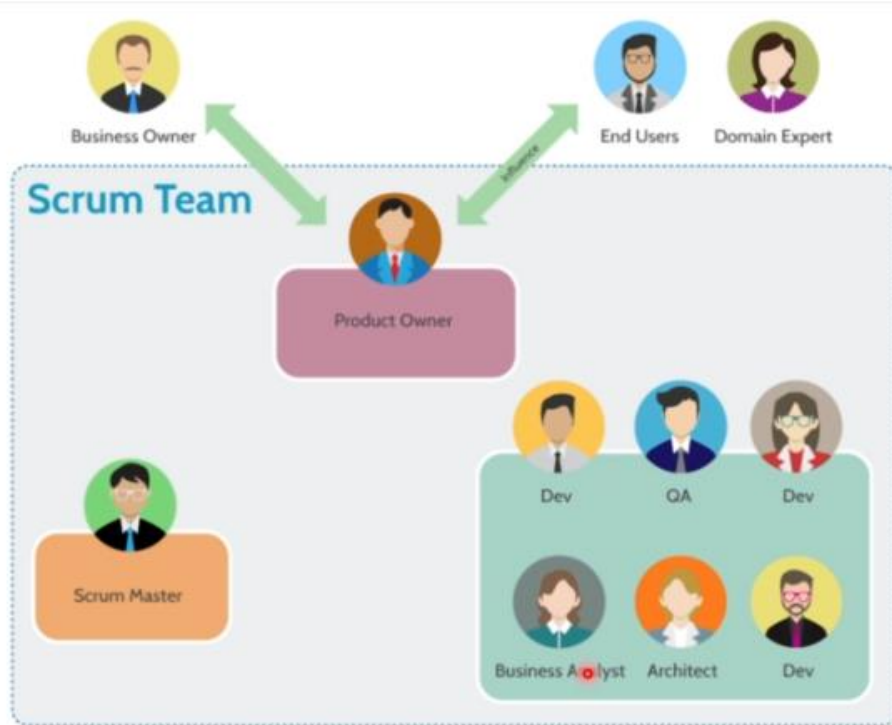 Business Owner
End Users
Domain Expert
Influence
Scrum Team
Product Owner
Dev
QA
Dev
Scrum Master
Business Analyst
Architect
Dev